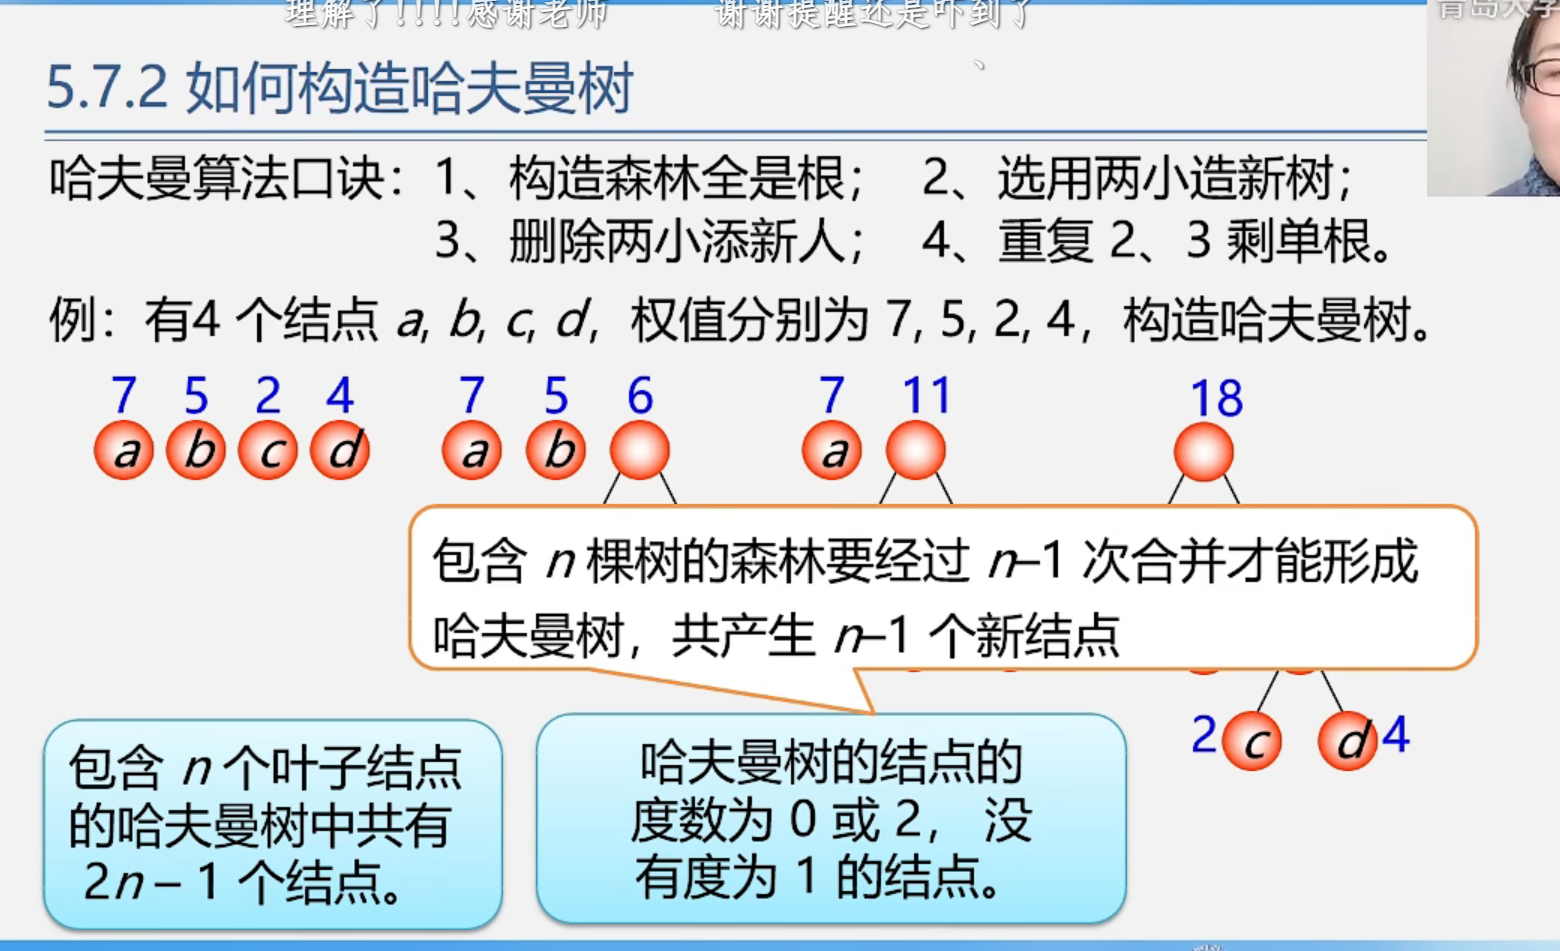 理解了!!!!感谢老师 谢谢提醒还是吓到了
青岛大学
5.7.2 如何构造哈夫曼树
哈夫曼算法口诀：1、构造森林全是根； 2、选用两小造新树；
3、删除两小添新人； 4、重复 2、3 剩单根。
例：有4 个结点 a, b, c, d，权值分别为 7, 5, 2, 4，构造哈夫曼树。
7 5 2 4 7 5 6 7 11 18
a b c d a b a
包含 n 棵树的森林要经过 n–1 次合并才能形成
哈夫曼树，共产生 n–1 个新结点
2 c d 4
包含 n 个叶子结点
的哈夫曼树中共有
2n – 1 个结点。
哈夫曼树的结点的
度数为 0 或 2， 没
有度为 1 的结点。